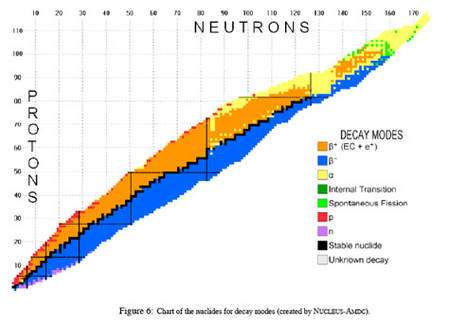 NEUTRONS
10 20 30 40 50 60 70 80 90 100 110 120 130 140 150 160 170
PROTONS
110
100
90
80
70
60
50
40
30
20
10
DECAY MODES
β⁺ (EC + e⁺)
β⁻
α
Internal Transition
Spontaneous Fission
p
n
Stable nuclide
Unknown decay
Figure 6: Chart of the nuclides for decay modes (created by NUCLEUS-AMDC).